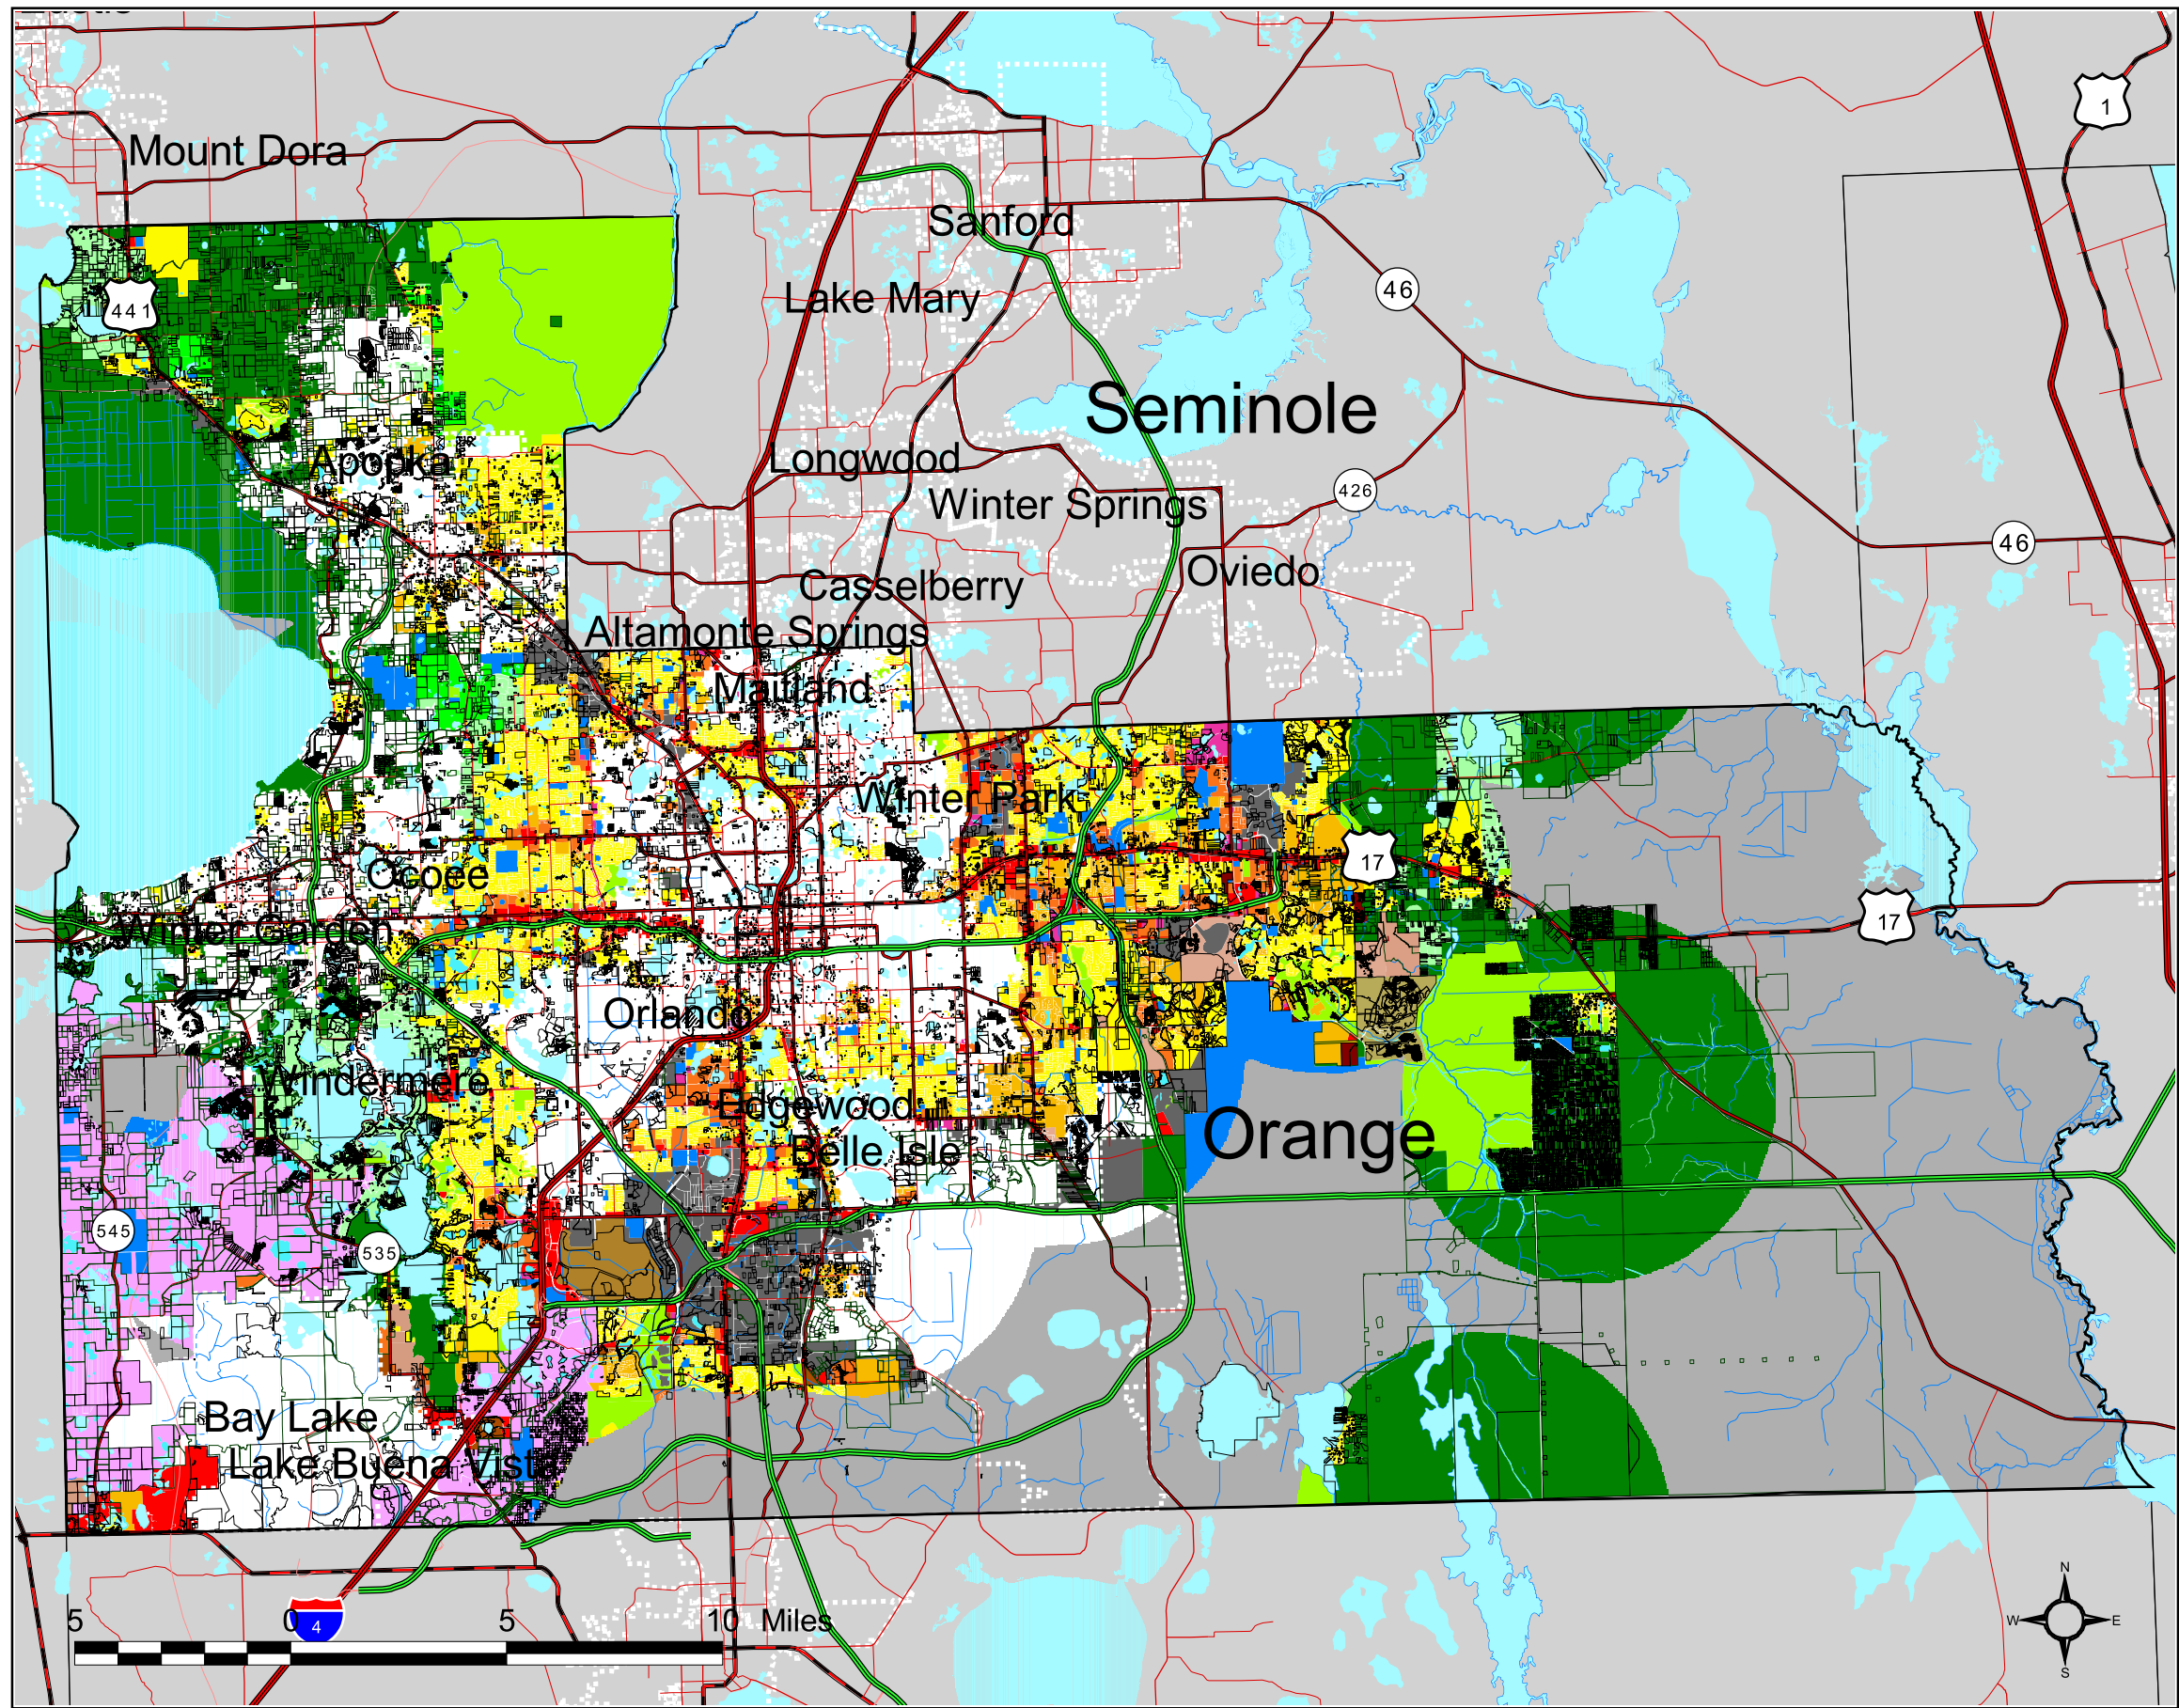 1
Mount Dora
Sanford
46
Lake Mary
441
Seminole
Longwood
Apopka
426
Winter Springs
46
Oviedo
Casselberry
Altamonte Springs
Maitland
Winter Park
17
Ocoee
17
Winter Garden
Orlando
Windermere
Edgewood
Orange
Belle Isle
545
535
Bay Lake
Lake Buena Vista
N
W E
S
5 0 5 10 Miles
4